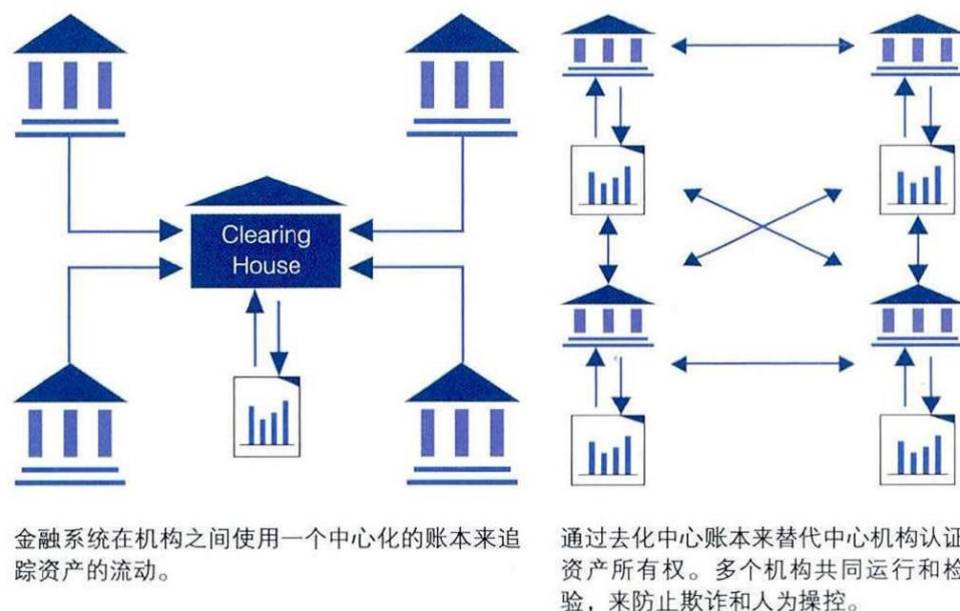 Clearing
House
金融系统在机构之间使用一个中心化的账本来追
踪资产的流动。
通过去化中心账本来替代中心机构认证
资产所有权。多个机构共同运行和检
验，来防止欺诈和人为操控。